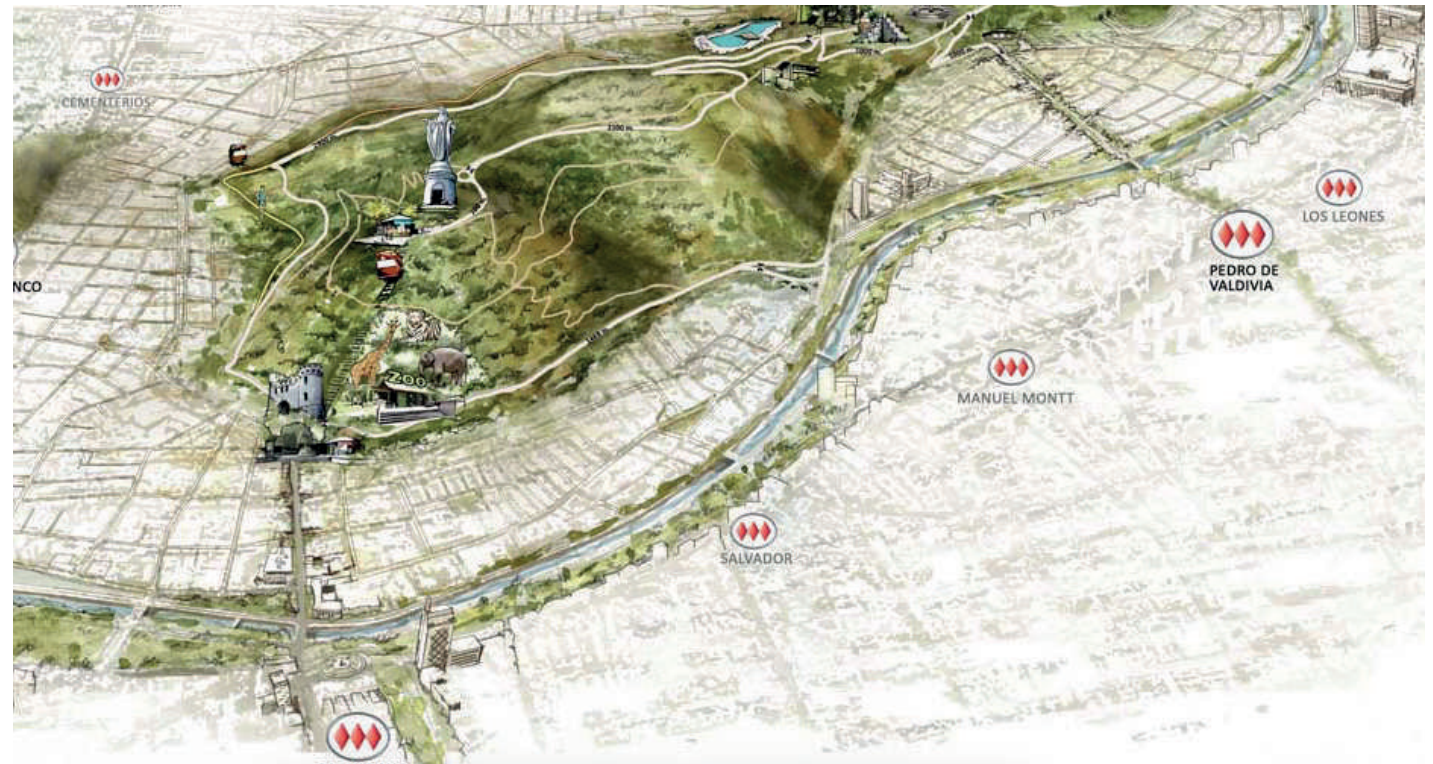 CEMENTERIOS
LOS LEONES
PEDRO DE
VALDIVIA
NCO
MANUEL MONTT
ZOO
SALVADOR